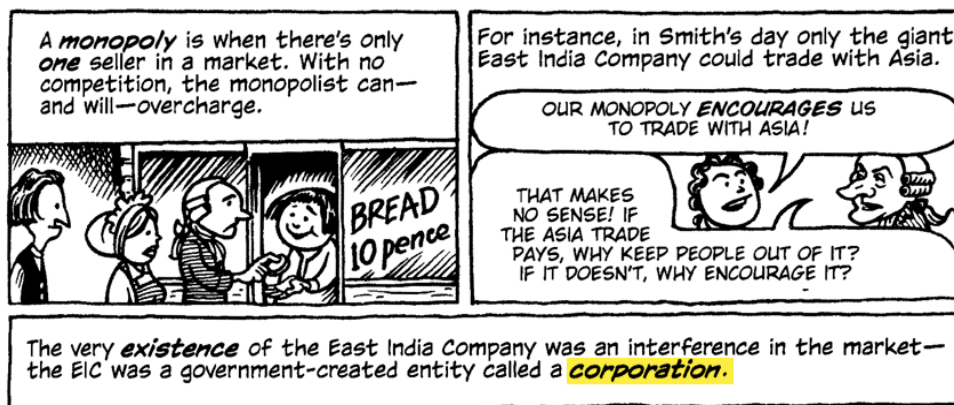 A monopoly is when there's only
one seller in a market. With no
competition, the monopolist can—
and will—overcharge.
BREAD
10 pence
For instance, in Smith's day only the giant
East India Company could trade with Asia.
OUR MONOPOLY ENCOURAGES US
TO TRADE WITH ASIA!
THAT MAKES
NO SENSE! IF
THE ASIA TRADE
PAYS, WHY KEEP PEOPLE OUT OF IT?
IF IT DOESN'T, WHY ENCOURAGE IT?
The very existence of the East India Company was an interference in the market—
the EIC was a government-created entity called a corporation.